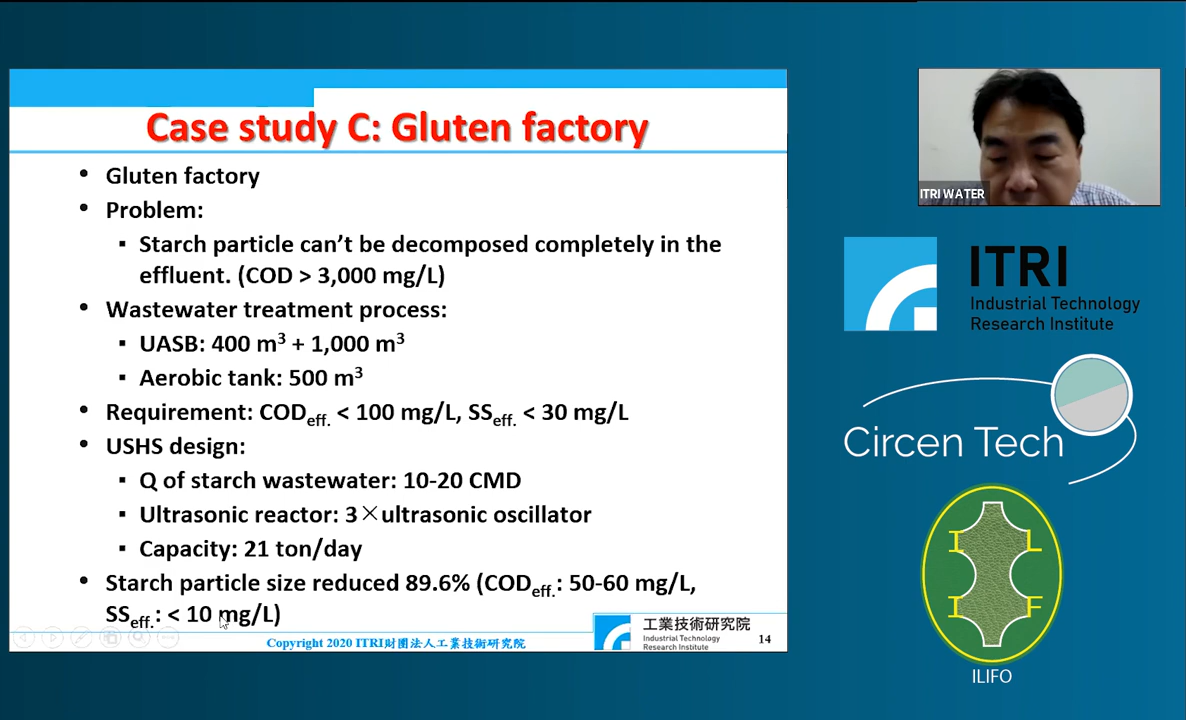 Case study C: Gluten factory
• Gluten factory
• Problem:
▪ Starch particle can't be decomposed completely in the
effluent. (COD > 3,000 mg/L)
• Wastewater treatment process:
▪ UASB: 400 m³ + 1,000 m³
▪ Aerobic tank: 500 m³
• Requirement: CODeff. < 100 mg/L, SSeff. < 30 mg/L
• USHS design:
▪ Q of starch wastewater: 10-20 CMD
▪ Ultrasonic reactor: 3×ultrasonic oscillator
▪ Capacity: 21 ton/day
• Starch particle size reduced 89.6% (CODeff.: 50-60 mg/L,
SSeff.: < 10 mg/L)
Copyright 2020 ITRI財團法人工業技術研究院
工業技術研究院
Industrial Technology
Research Institute
14
ITRI WATER
ITRI
Industrial Technology
Research Institute
Circen Tech
I L
I F
ILIFO